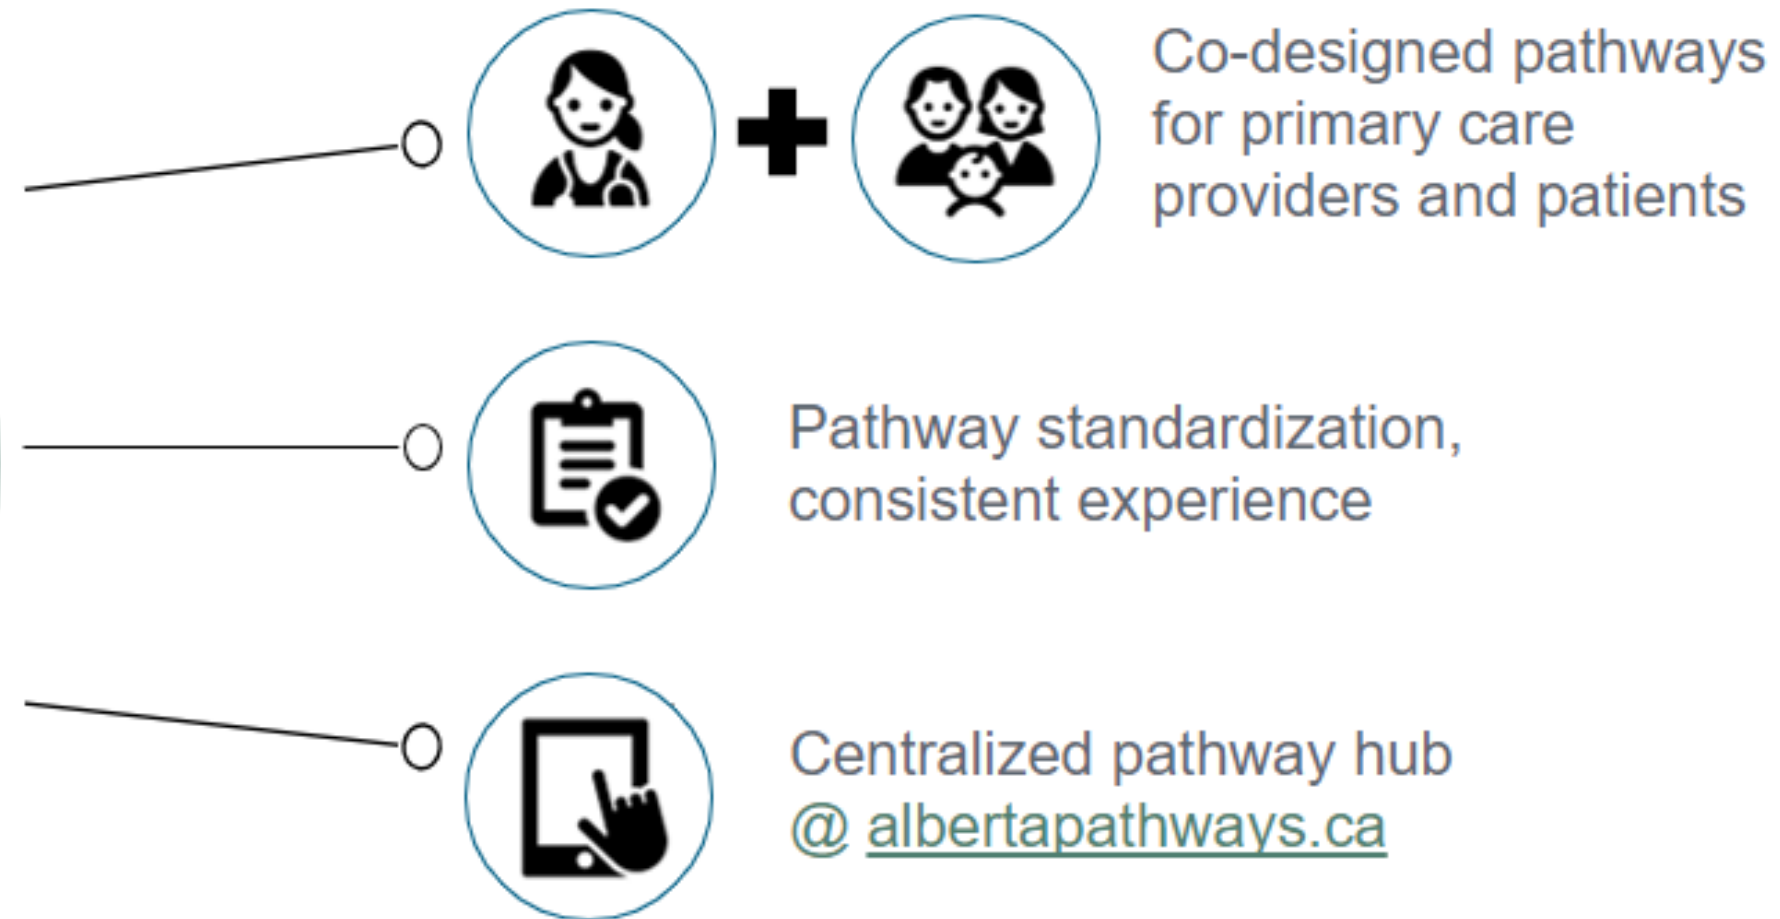 Co-designed pathways
for primary care
providers and patients
Pathway standardization,
consistent experience
Centralized pathway hub
@ albertapathways.ca